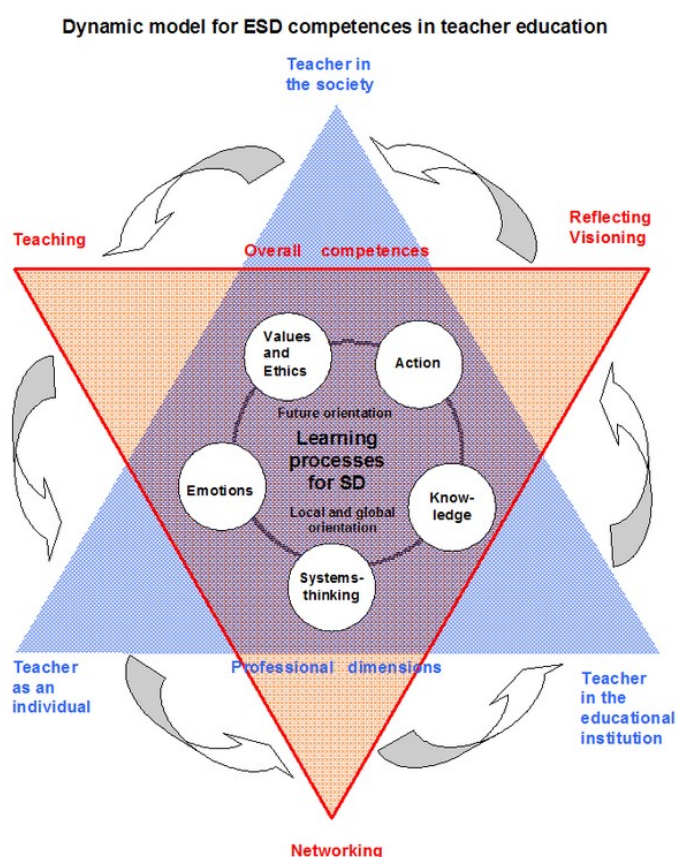 Dynamic model for ESD competences in teacher education
Teacher in
the society
Teaching
Reflecting
Visioning
Overall competences
Values
and
Ethics
Action
Future orientation
Learning
processes
for SD
Emotions
Know-
ledge
Local and global
orientation
Systems-
thinking
Teacher
as an
individual
Professional dimensions
Teacher
in the
educational
institution
Networking